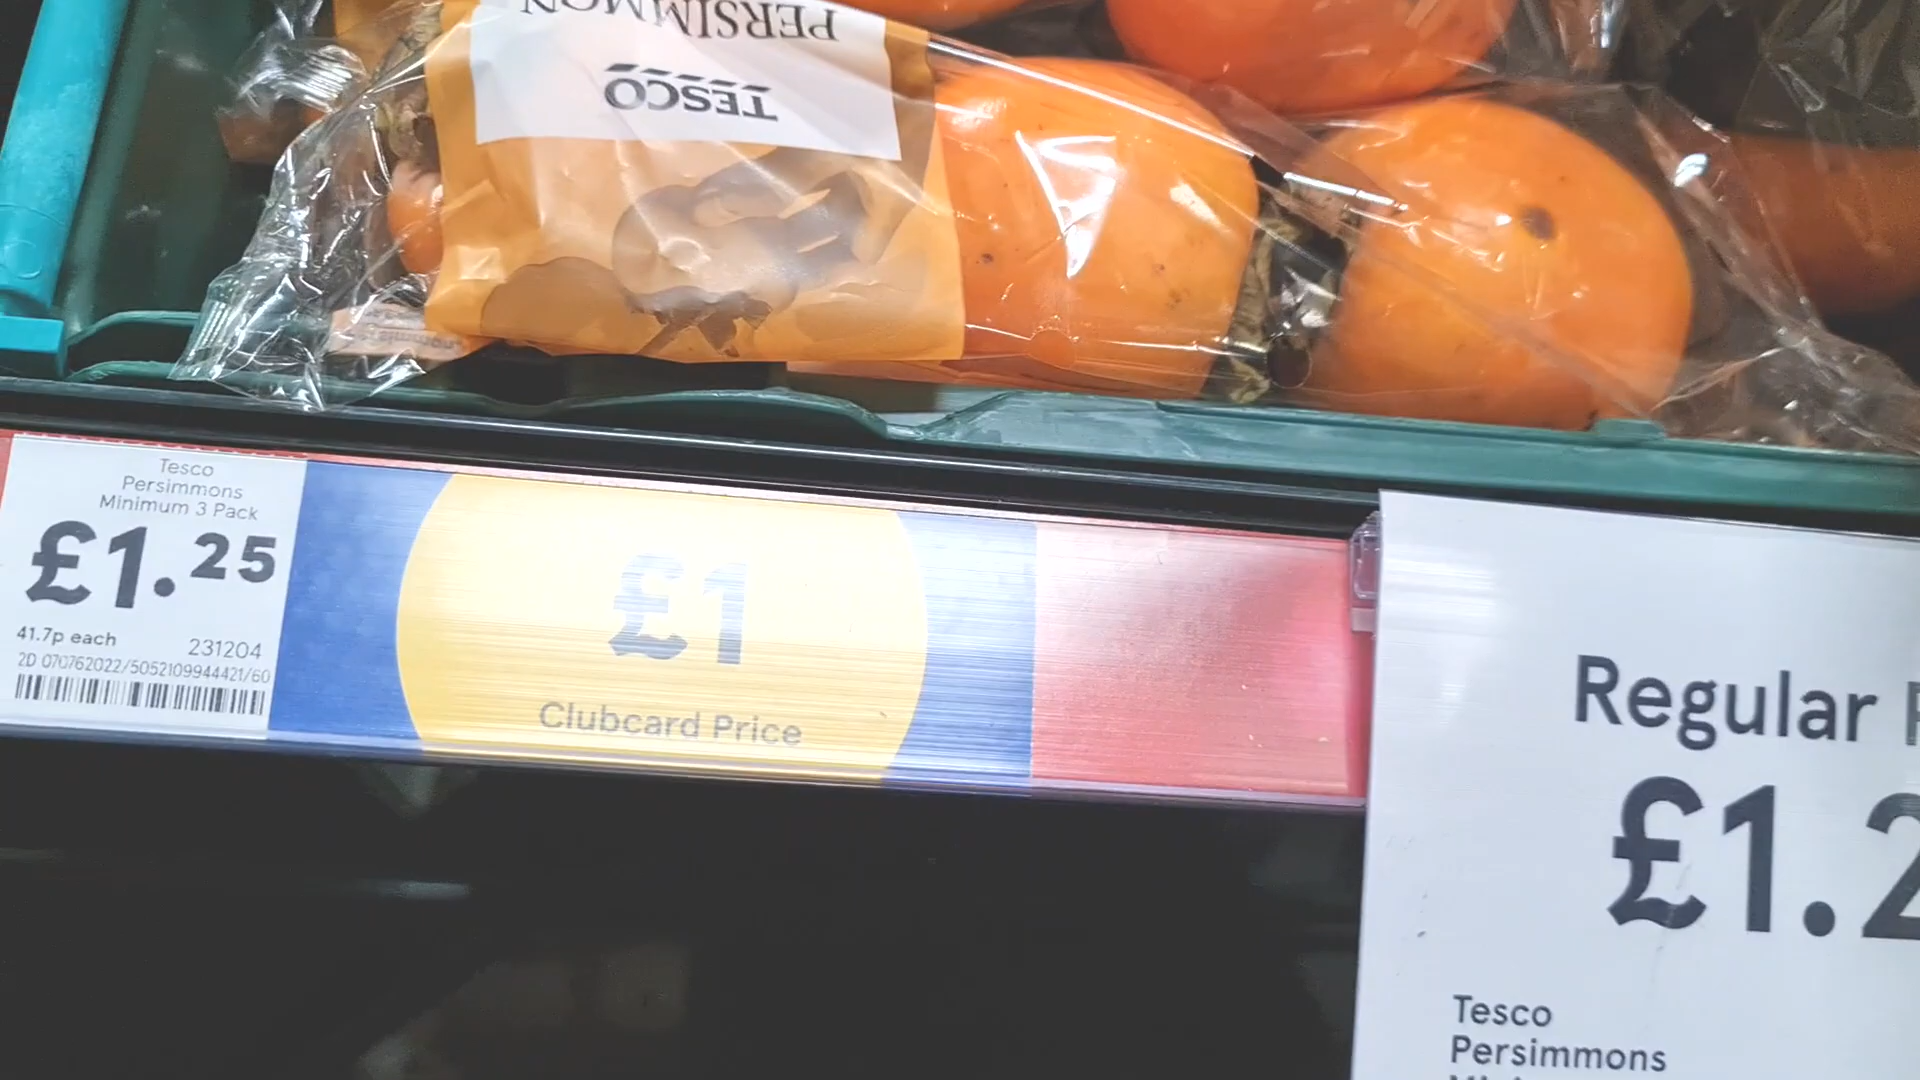 PERSIMMON
TESCO
Tesco
Persimmons
Minimum 3 Pack
£1.25
41.7p each 231204
2D 070762022/5052109944421/60
£1
Clubcard Price
Regular
£1.2
Tesco
Persimmons